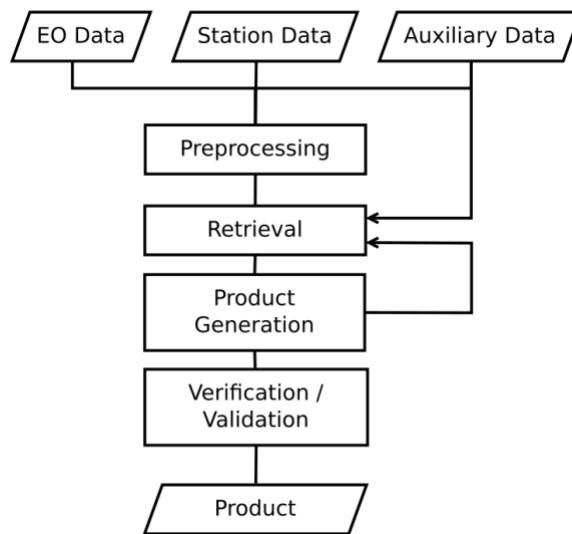 EO Data
Station Data
Auxiliary Data
Preprocessing
Retrieval
Product
Generation
Verification /
Validation
Product